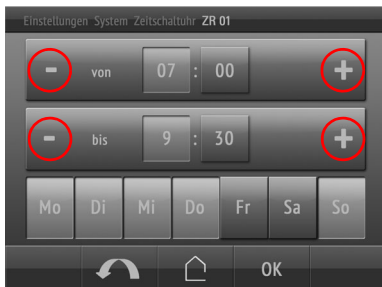 Einstellungen System Zeitschaltuhr ZR 01
- von 07 : 00 +
- bis 9 : 30 +
Mo Di Mi Do Fr Sa So
OK